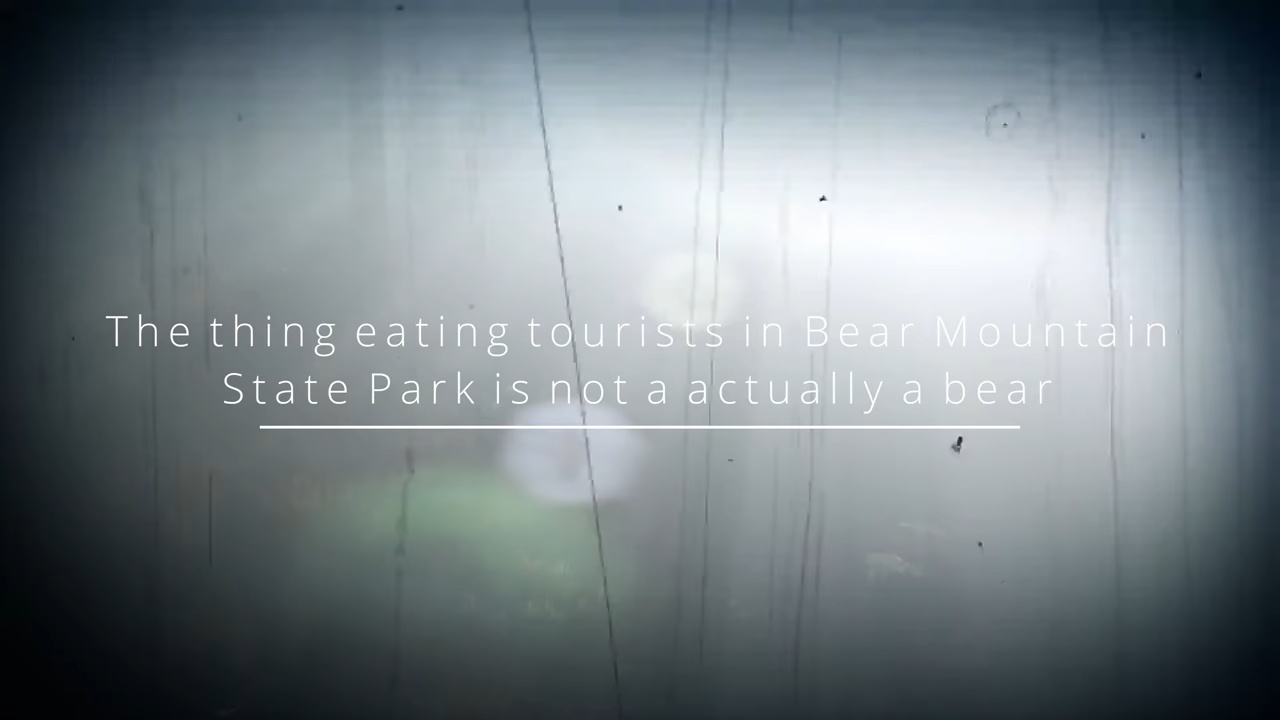 The thing eating tourists in Bear Mountain
State Park is not a actually a bear